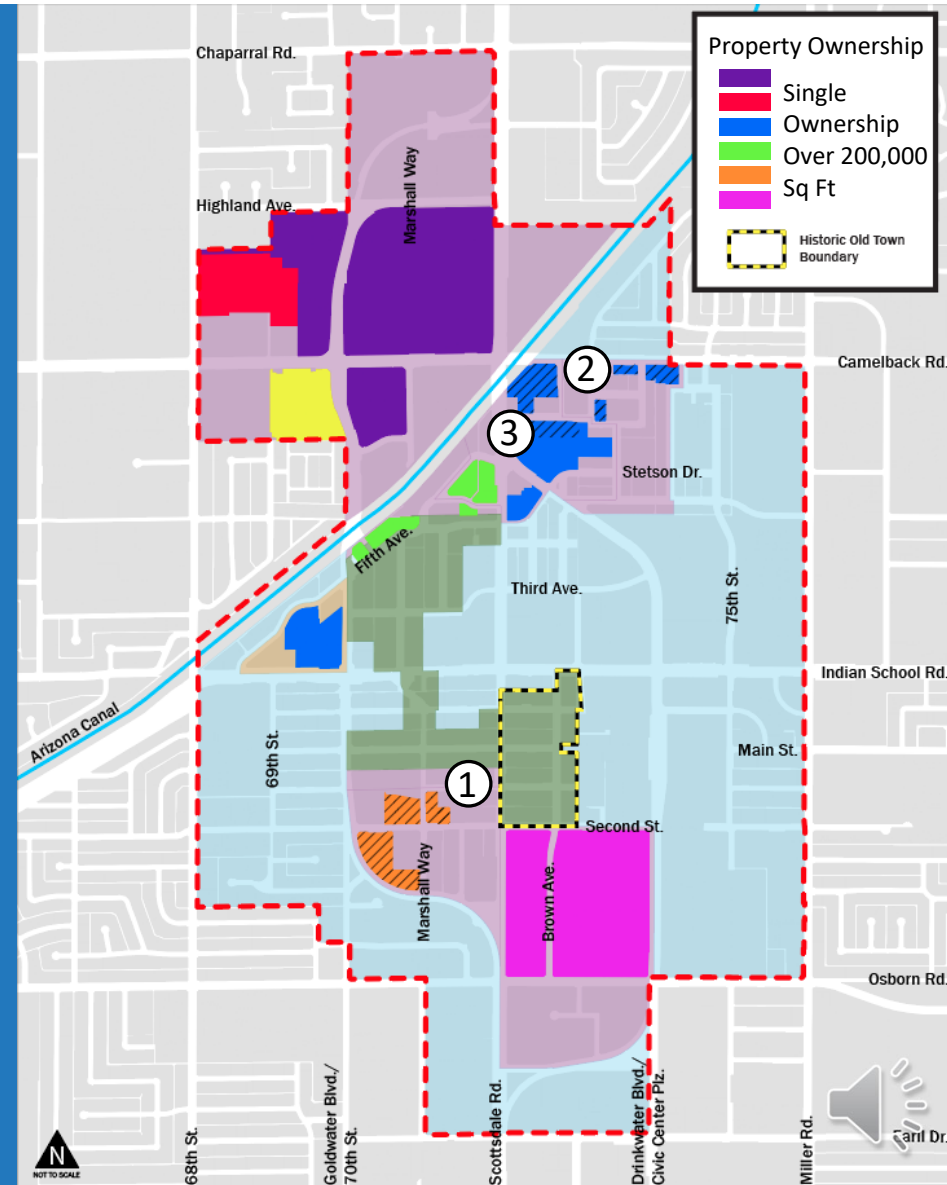 Chaparral Rd.
Property Ownership
Single
Ownership
Over 200,000
Sq Ft
Historic Old Town
Boundary
Marshall Way
Highland Ave.
Camelback Rd.
2
3
Stetson Dr.
Fifth Ave.
Third Ave.
75th St.
Indian School Rd.
Arizona Canal
69th St.
Main St.
1
Second St.
Marshall Way
Brown Ave.
Osborn Rd.
N
NOT TO SCALE
68th St.
Goldwater Blvd./
70th St.
Scottsdale Rd.
Drinkwater Blvd./
Civic Center Plz.
Miller Rd.
Dr.